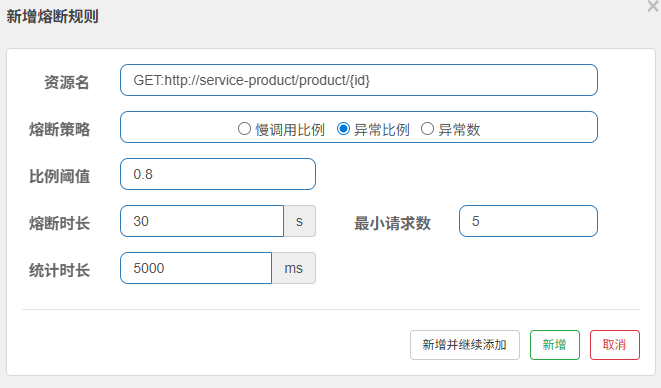 新增熔断规则
×
资源名 GET:http://service-product/product/{id}
熔断策略 慢调用比例 异常比例 异常数
比例阈值 0.8
熔断时长 30 s 最小请求数 5
统计时长 5000 ms
新增并继续添加 新增 取消